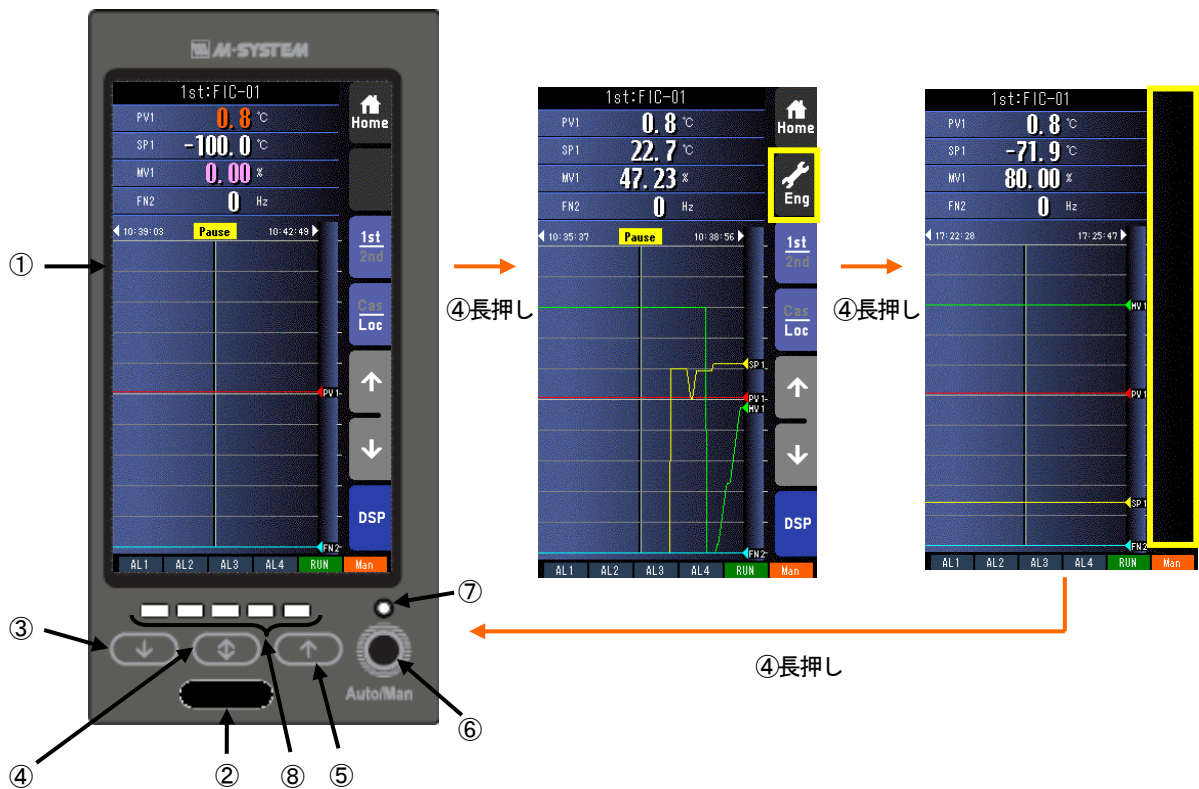 M-SYSTEM
1st:FIC-01
PV1 0.8 ℃
SP1 -100.0 ℃
MV1 0.00 %
FN2 0 Hz
10:39:03 Pause 10:42:49
PV1
FN2
AL1 AL2 AL3 AL4 RUN Man
Home
1st
2nd
Cas
Loc
↑
↓
DSP
↓
↑
Auto/Man
①
③
④
②
⑧
⑤
⑥
⑦
④長押し
1st:FIC-01
PV1 0.8 ℃
SP1 22.7 ℃
MV1 47.23 %
FN2 0 Hz
10:35:37 Pause 10:38:56
SP1
PV1
MV1
FN2
AL1 AL2 AL3 AL4 RUN Man
Home
Eng
1st
2nd
Cas
Loc
↑
↓
DSP
④長押し
1st:FIC-01
PV1 0.8 ℃
SP1 -71.9 ℃
MV1 80.00 %
FN2 0 Hz
17:22:28 17:25:47
MV1
PV1
SP1
FN2
AL1 AL2 AL3 AL4 RUN Man
④長押し